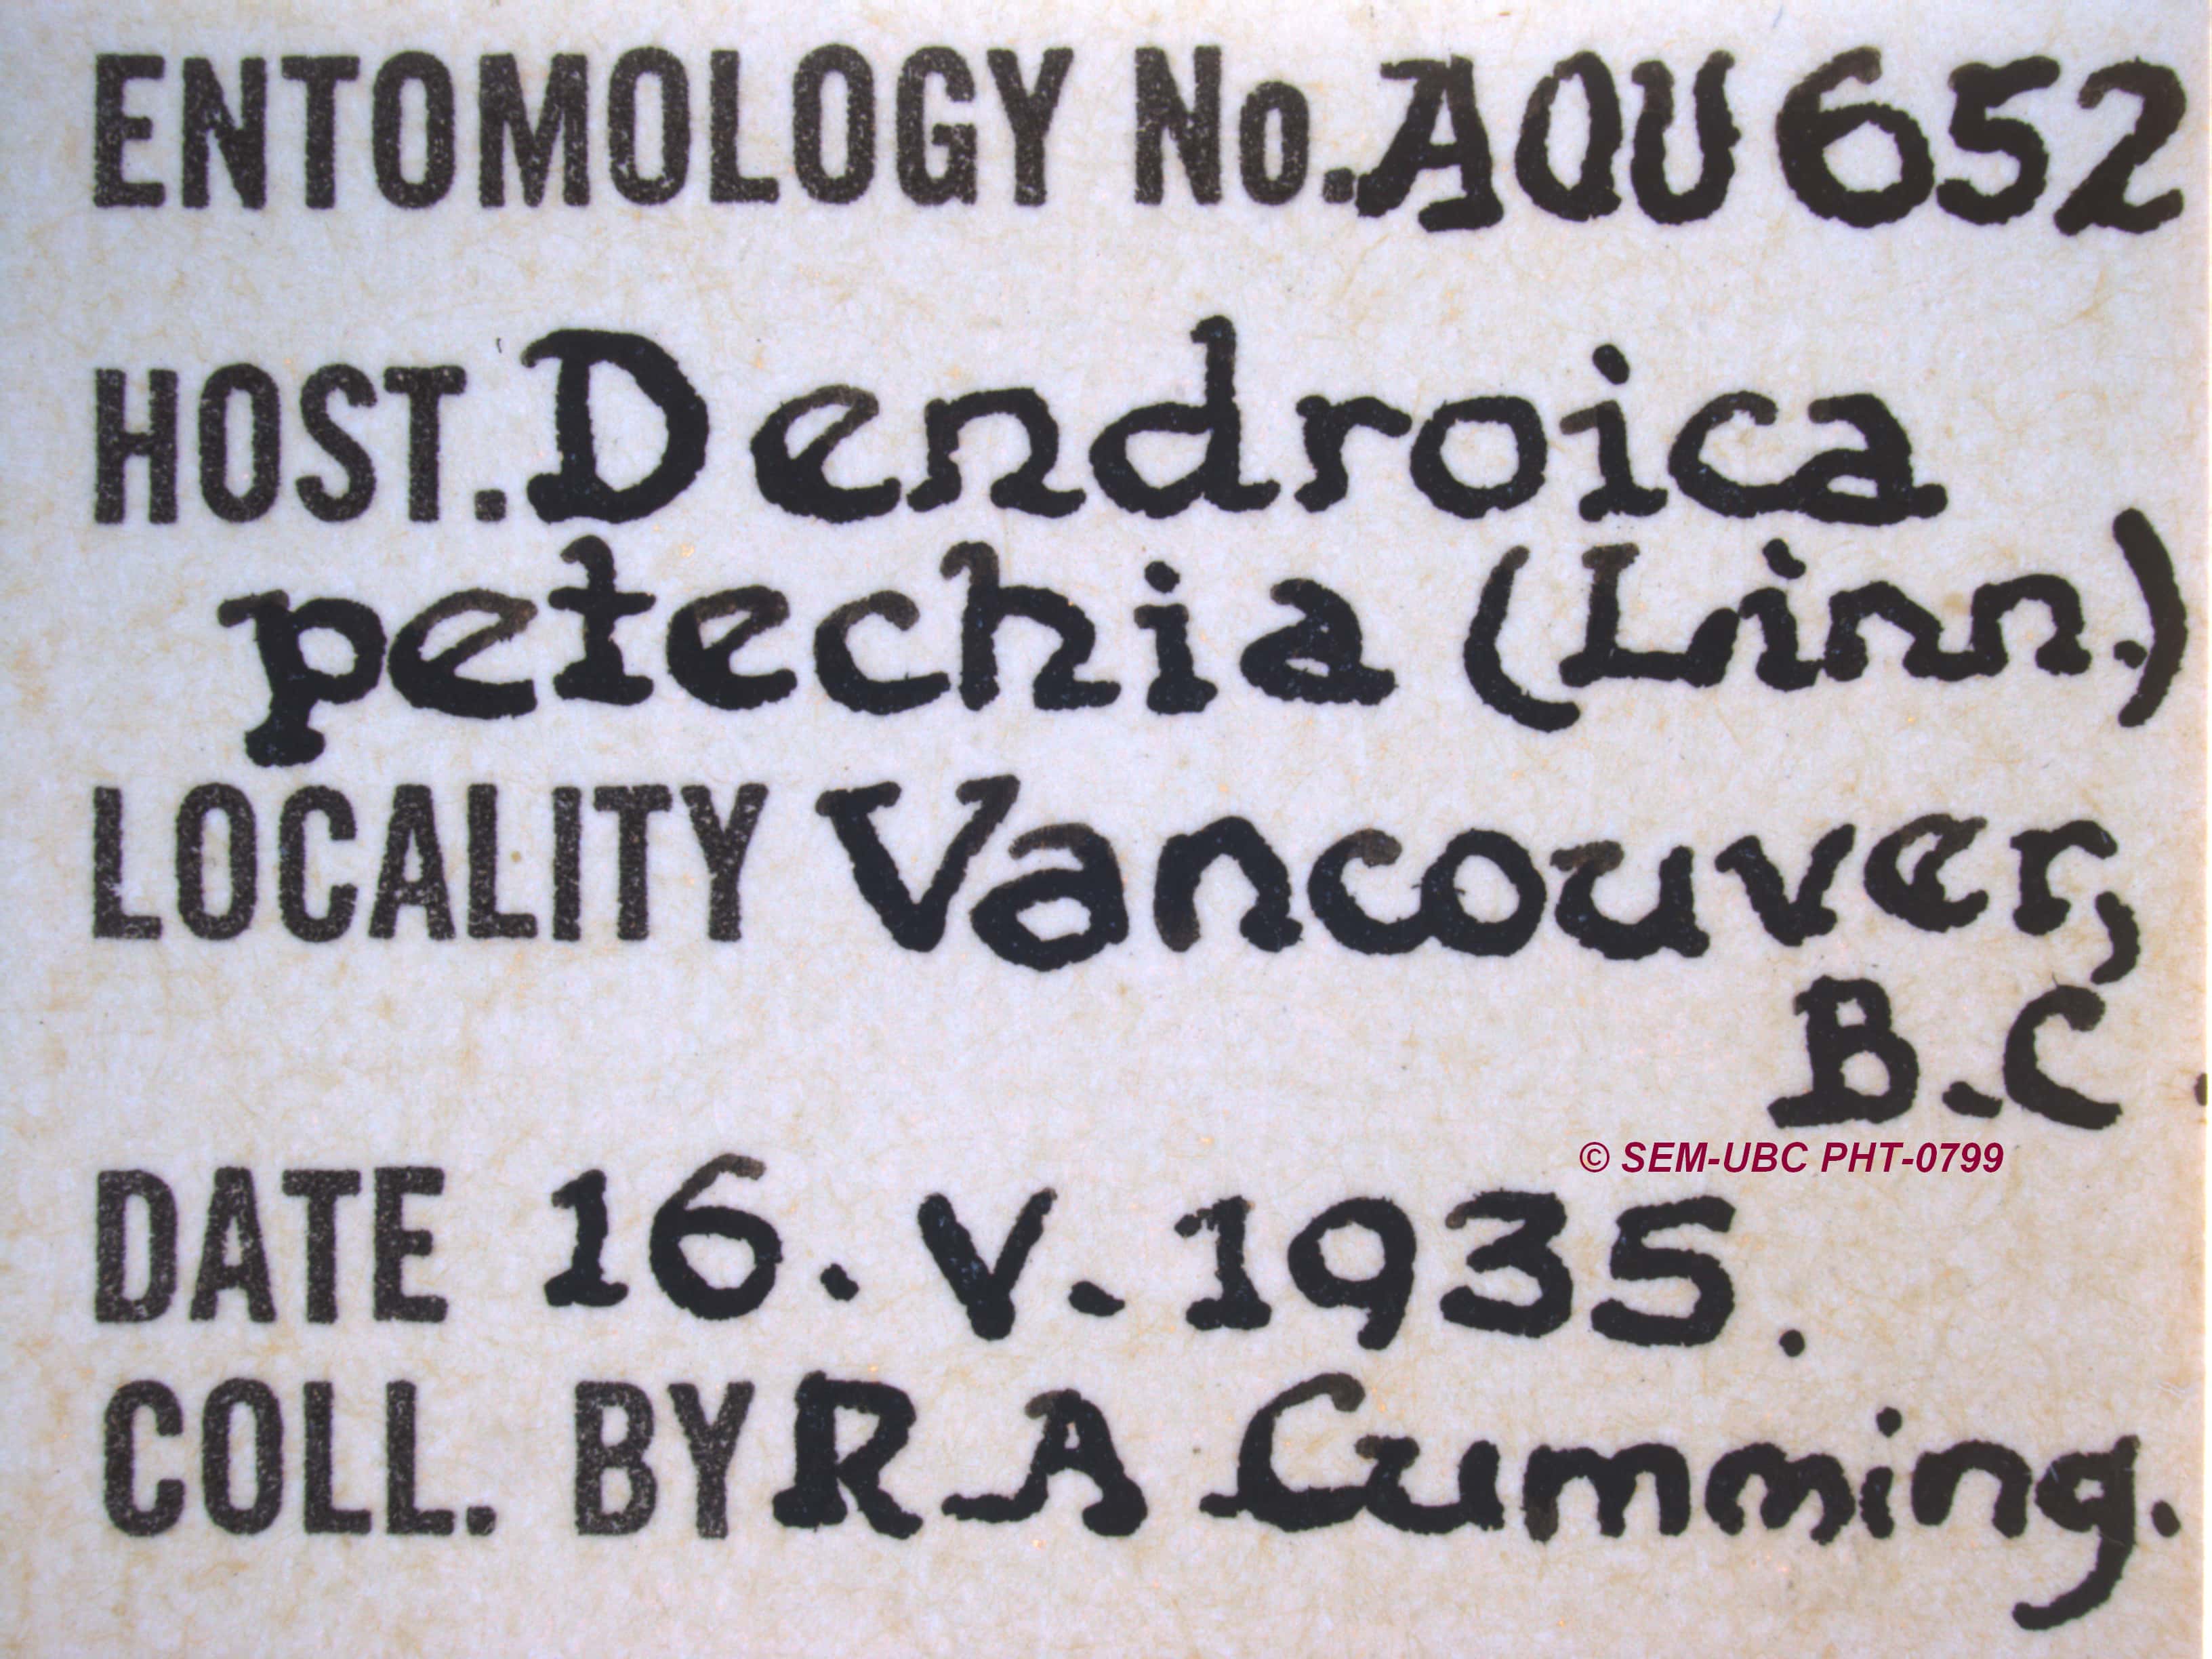 ENTOMOLOGY No. AQU 652
HOST. Dendroica
petechia (Linn.)
LOCALITY Vancouver,
B.C.
© SEM-UBC PHT-0799
DATE 16. V. 1935.
COLL. BY R A Cumming.